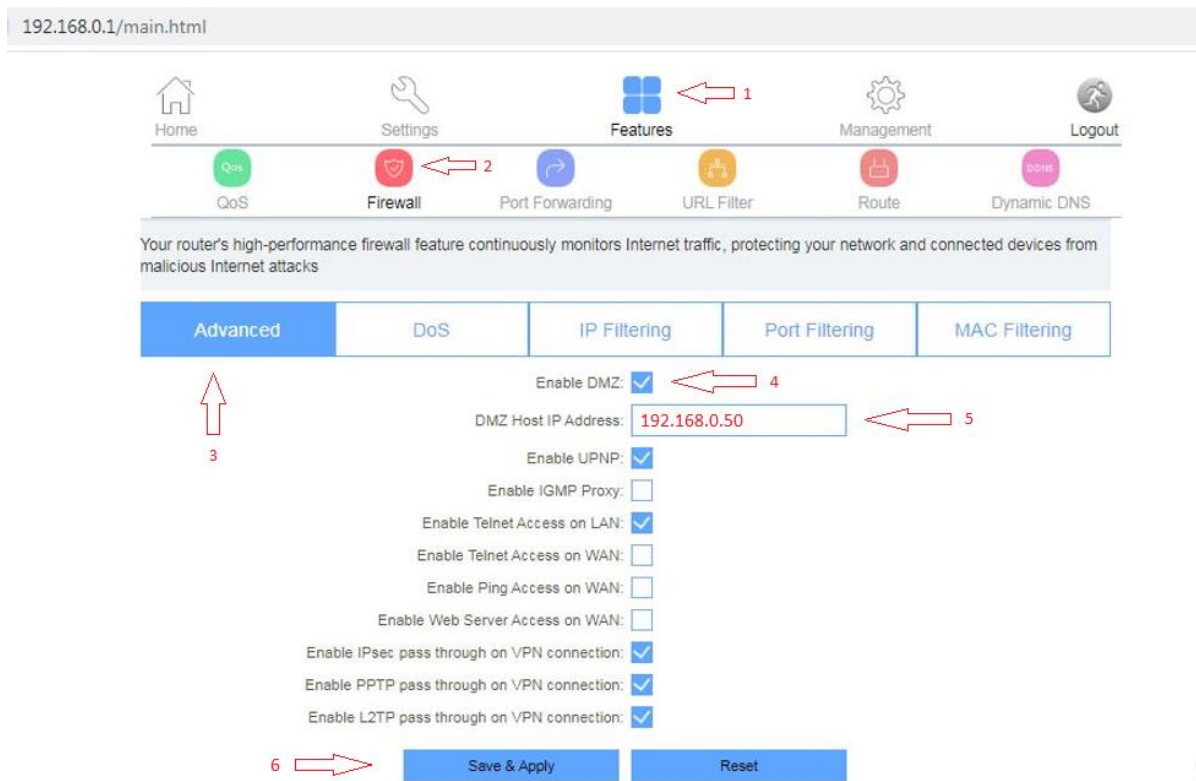 192.168.0.1/main.html
1
Home Settings Features Management Logout
Qos 2 DDNS
QoS Firewall Port Forwarding URL Filter Route Dynamic DNS
Your router's high-performance firewall feature continuously monitors Internet traffic, protecting your network and connected devices from
malicious Internet attacks
Advanced DoS IP Filtering Port Filtering MAC Filtering
Enable DMZ: 4
DMZ Host IP Address: 192.168.0.50 5
3
Enable UPNP:
Enable IGMP Proxy:
Enable Telnet Access on LAN:
Enable Telnet Access on WAN:
Enable Ping Access on WAN:
Enable Web Server Access on WAN:
Enable IPsec pass through on VPN connection:
Enable PPTP pass through on VPN connection:
Enable L2TP pass through on VPN connection:
6 Save & Apply Reset